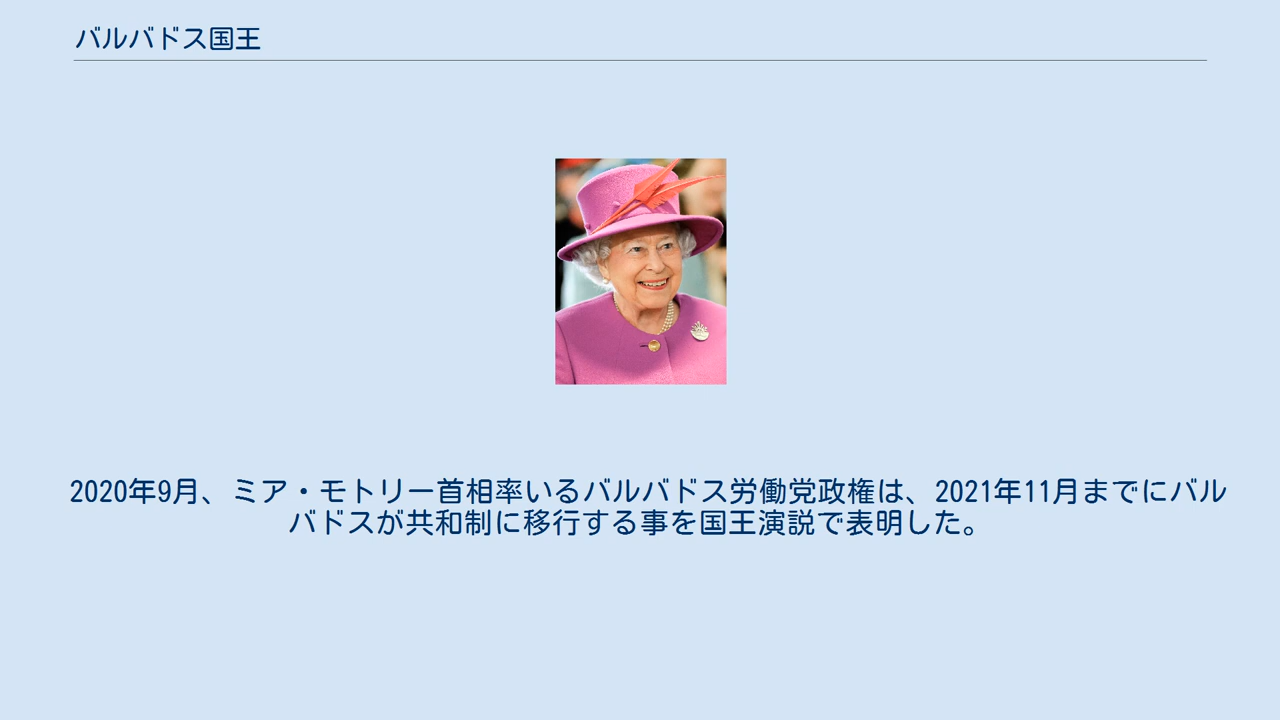 バルバドス国王
2020年9月、ミア・モトリー首相率いるバルバドス労働党政権は、2021年11月までにバル
バドスが共和制に移行する事を国王演説で表明した。